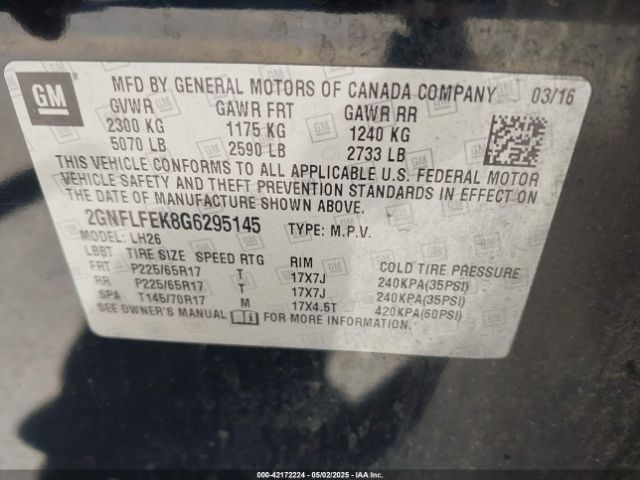 GM
MFD BY GENERAL MOTORS OF CANADA COMPANY 03/16
GVWR GAWR FRT GAWR RR
2300 KG 1175 KG 1240 KG
5070 LB 2590 LB 2733 LB
THIS VEHICLE CONFORMS TO ALL APPLICABLE U.S. FEDERAL MOTOR
VEHICLE SAFETY AND THEFT PREVENTION STANDARDS IN EFFECT ON
THE DATE OF MANUFACTURE SHOWN ABOVE.
2GNFLFEK8G6295145 TYPE: M.P.V.
MODEL: LH26
LBBT TIRE SIZE SPEED RTG RIM COLD TIRE PRESSURE
FRT P225/65R17 T 17X7J 240KPA(35PSI)
RR P225/65R17 T 17X7J 240KPA(35PSI)
SPA T145/70R17 M 17X4.5T 420KPA(60PSI)
SEE OWNER'S MANUAL FOR MORE INFORMATION.
000-42172224 - 05/02/2025 - IAAI.COM